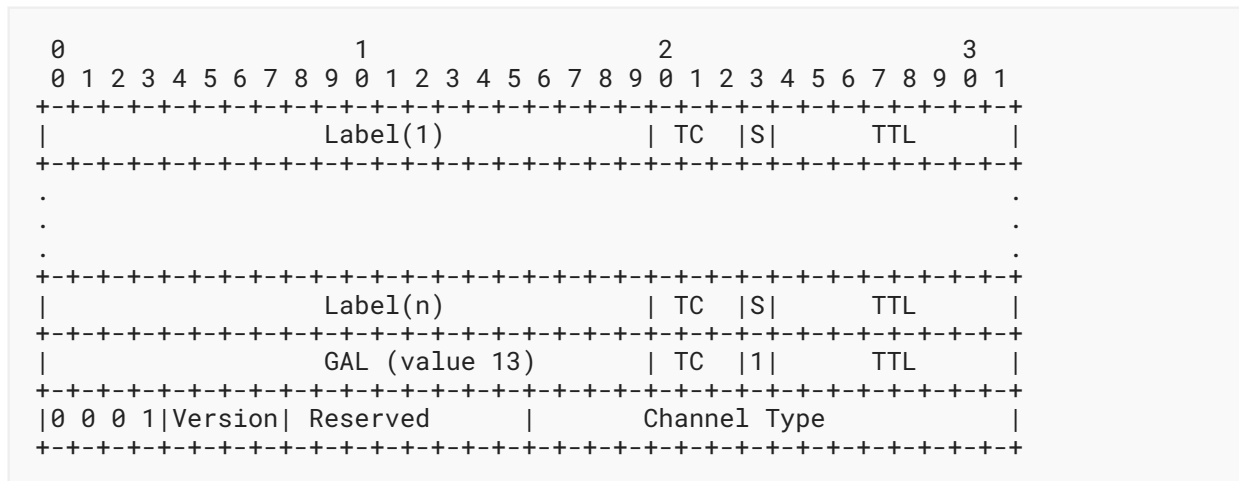 0                   1                   2                   3
 0 1 2 3 4 5 6 7 8 9 0 1 2 3 4 5 6 7 8 9 0 1 2 3 4 5 6 7 8 9 0 1
+-+-+-+-+-+-+-+-+-+-+-+-+-+-+-+-+-+-+-+-+-+-+-+-+-+-+-+-+-+-+-+-+
|                  Label(1)             | TC  |S|      TTL      |
+-+-+-+-+-+-+-+-+-+-+-+-+-+-+-+-+-+-+-+-+-+-+-+-+-+-+-+-+-+-+-+-+
.                                                               .
.                                                               .
.                                                               .
+-+-+-+-+-+-+-+-+-+-+-+-+-+-+-+-+-+-+-+-+-+-+-+-+-+-+-+-+-+-+-+-+
|                  Label(n)             | TC  |S|      TTL      |
+-+-+-+-+-+-+-+-+-+-+-+-+-+-+-+-+-+-+-+-+-+-+-+-+-+-+-+-+-+-+-+-+
|                  GAL (value 13)       | TC  |1|      TTL      |
+-+-+-+-+-+-+-+-+-+-+-+-+-+-+-+-+-+-+-+-+-+-+-+-+-+-+-+-+-+-+-+-+
|0 0 0 1|Version| Reserved      |       Channel Type            |
+-+-+-+-+-+-+-+-+-+-+-+-+-+-+-+-+-+-+-+-+-+-+-+-+-+-+-+-+-+-+-+-+